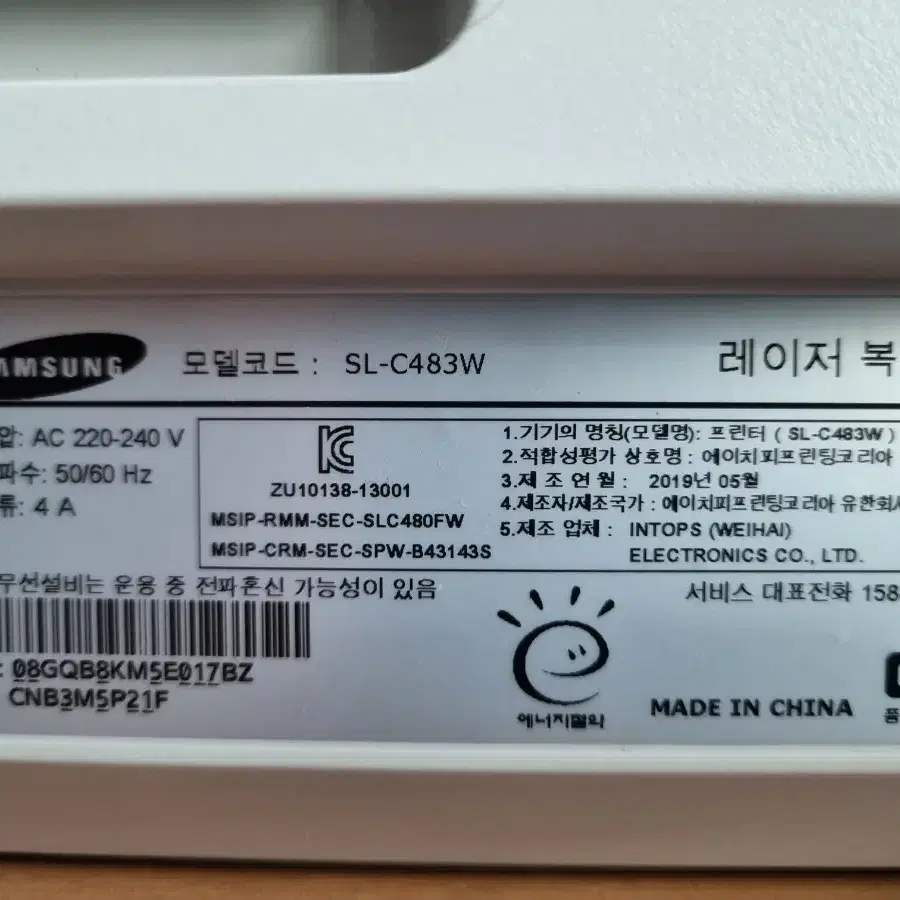 SAMSUNG 모델코드 : SL-C483W 레이저 복
압: AC 220-240 V
파수: 50/60 Hz
류: 4 A
ZU10138-13001
MSIP-RMM-SEC-SLC480FW
MSIP-CRM-SEC-SPW-B43143S
1.기기의 명칭(모델명): 프린터 ( SL-C483W )
2.적합성평가 상호명 : 에이치피프린팅코리아
3.제 조 연 월 : 2019년 05월
4.제조자/제조국가 : 에이치피프린팅코리아 유한회사
5.제조 업체 : INTOPS (WEIHAI)
ELECTRONICS CO., LTD.
무선설비는 운용 중 전파혼신 가능성이 있음
서비스 대표전화 158
: 08GQB8KM5E017BZ
CNB3M5P21F
에너지절약
MADE IN CHINA
품